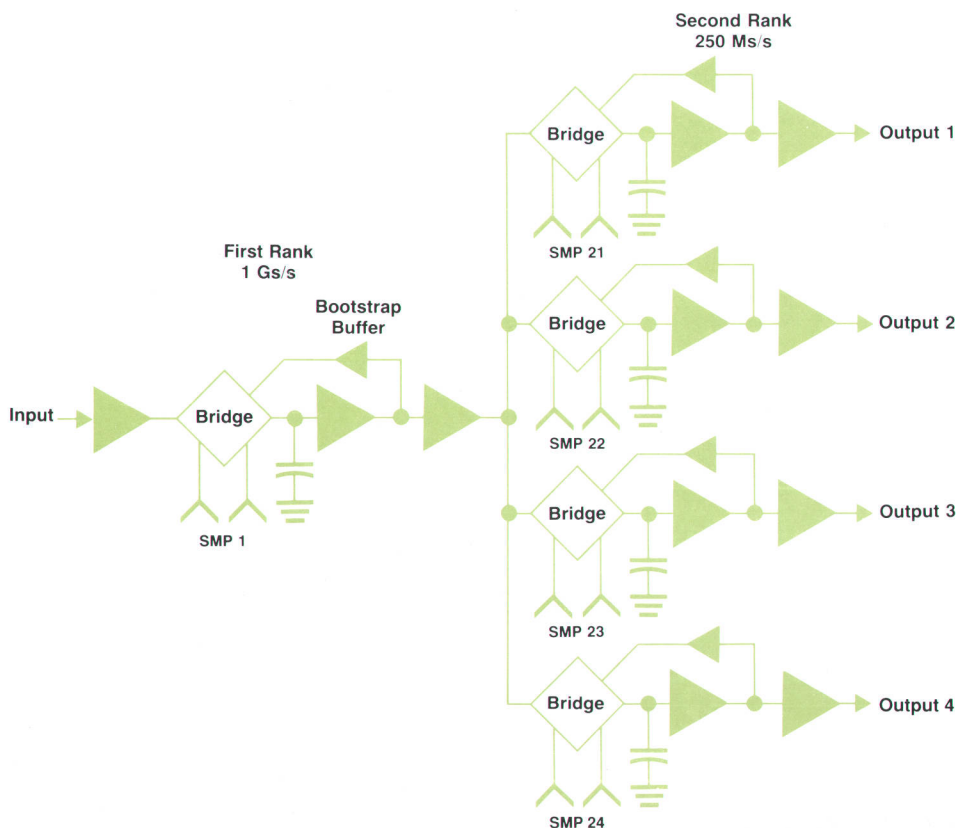 Second Rank
250 Ms/s
Bridge
Output 1
SMP 21
First Rank
1 Gs/s
Bootstrap
Buffer
Bridge
Output 2
SMP 22
Input
Bridge
SMP 1
Bridge
Output 3
SMP 23
Bridge
Output 4
SMP 24